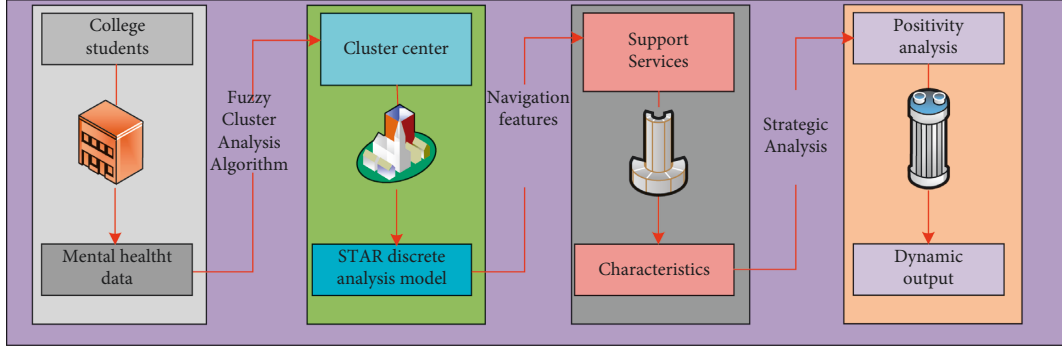 College
students
Mental healtht
data
Fuzzy
Cluster
Analysis
Algorithm
Cluster center
STAR discrete
analysis model
Navigation
features
Support
Services
Characteristics
Strategic
Analysis
Positivity
analysis
Dynamic
output